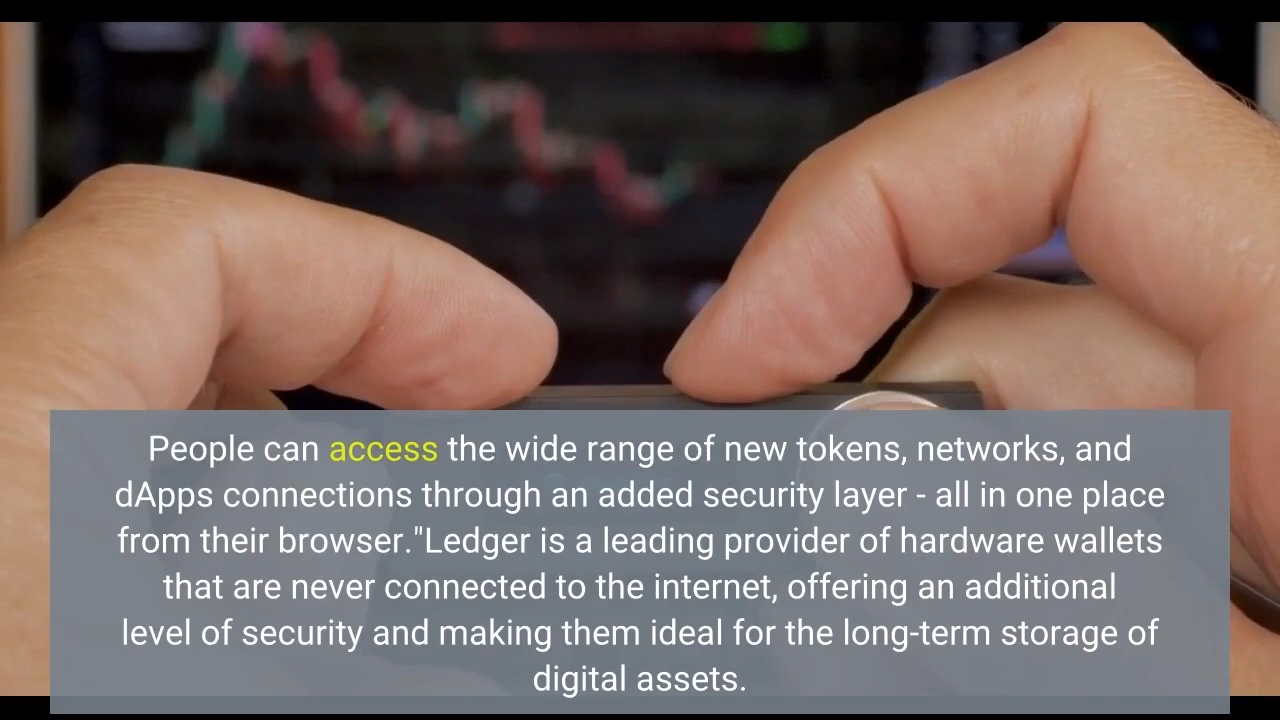 People can access the wide range of new tokens, networks, and
dApps connections through an added security layer - all in one place
from their browser."Ledger is a leading provider of hardware wallets
that are never connected to the internet, offering an additional
level of security and making them ideal for the long-term storage of
digital assets.